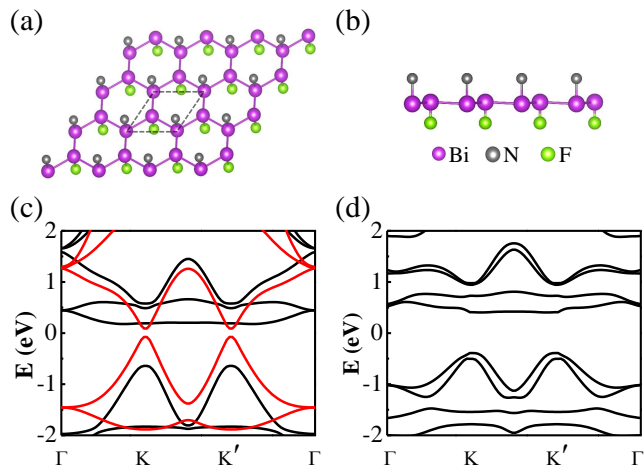 (a)
(b)
Bi N F
(c)
(d)
2
1
0
-1
-2
E (eV)
Γ K K′ Γ
2
1
0
-1
-2
E (eV)
Γ K K′ Γ